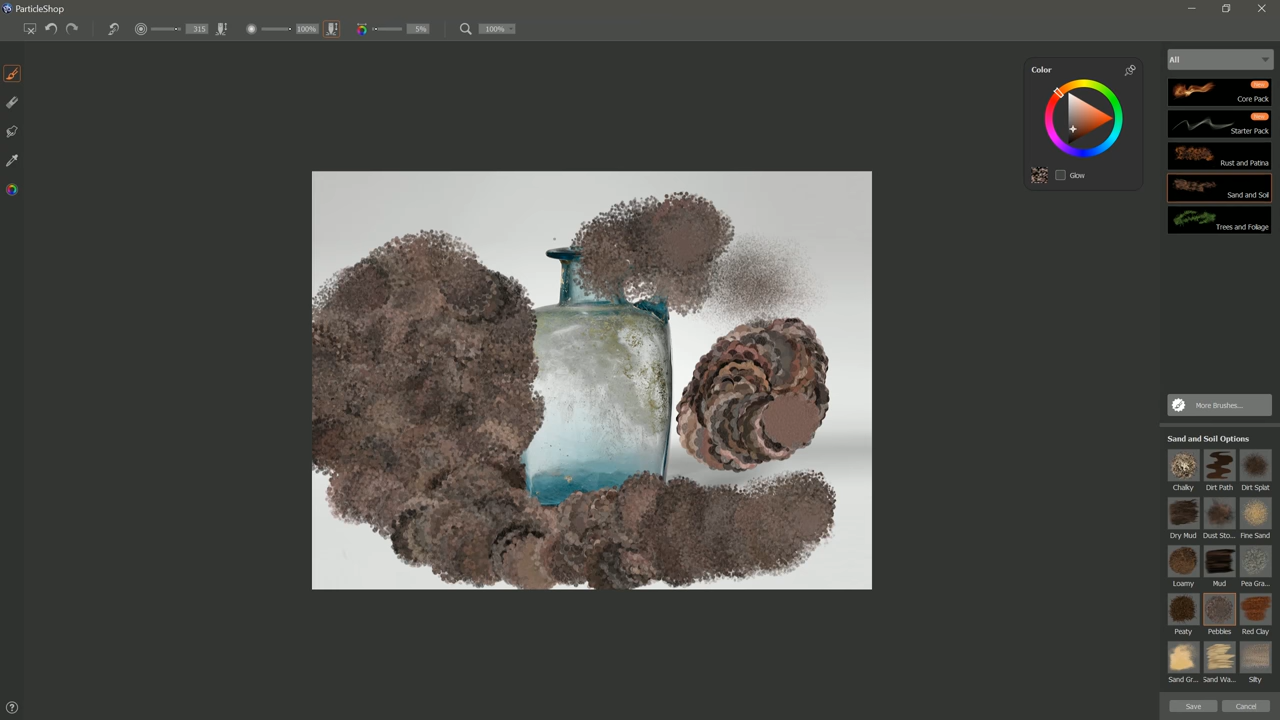 ParticleShop
315
100%
5%
100%
Color
Glow
All
New
Core Pack
New
Starter Pack
Rust and Patina
Sand and Soil
Trees and Foliage
More Brushes...
Sand and Soil Options
Chalky Dirt Path Dirt Splat
Dry Mud Dust Sto... Fine Sand
Loamy Mud Pea Gra...
Peaty Pebbles Red Clay
Sand Gr... Sand Wa... Silty
Save Cancel